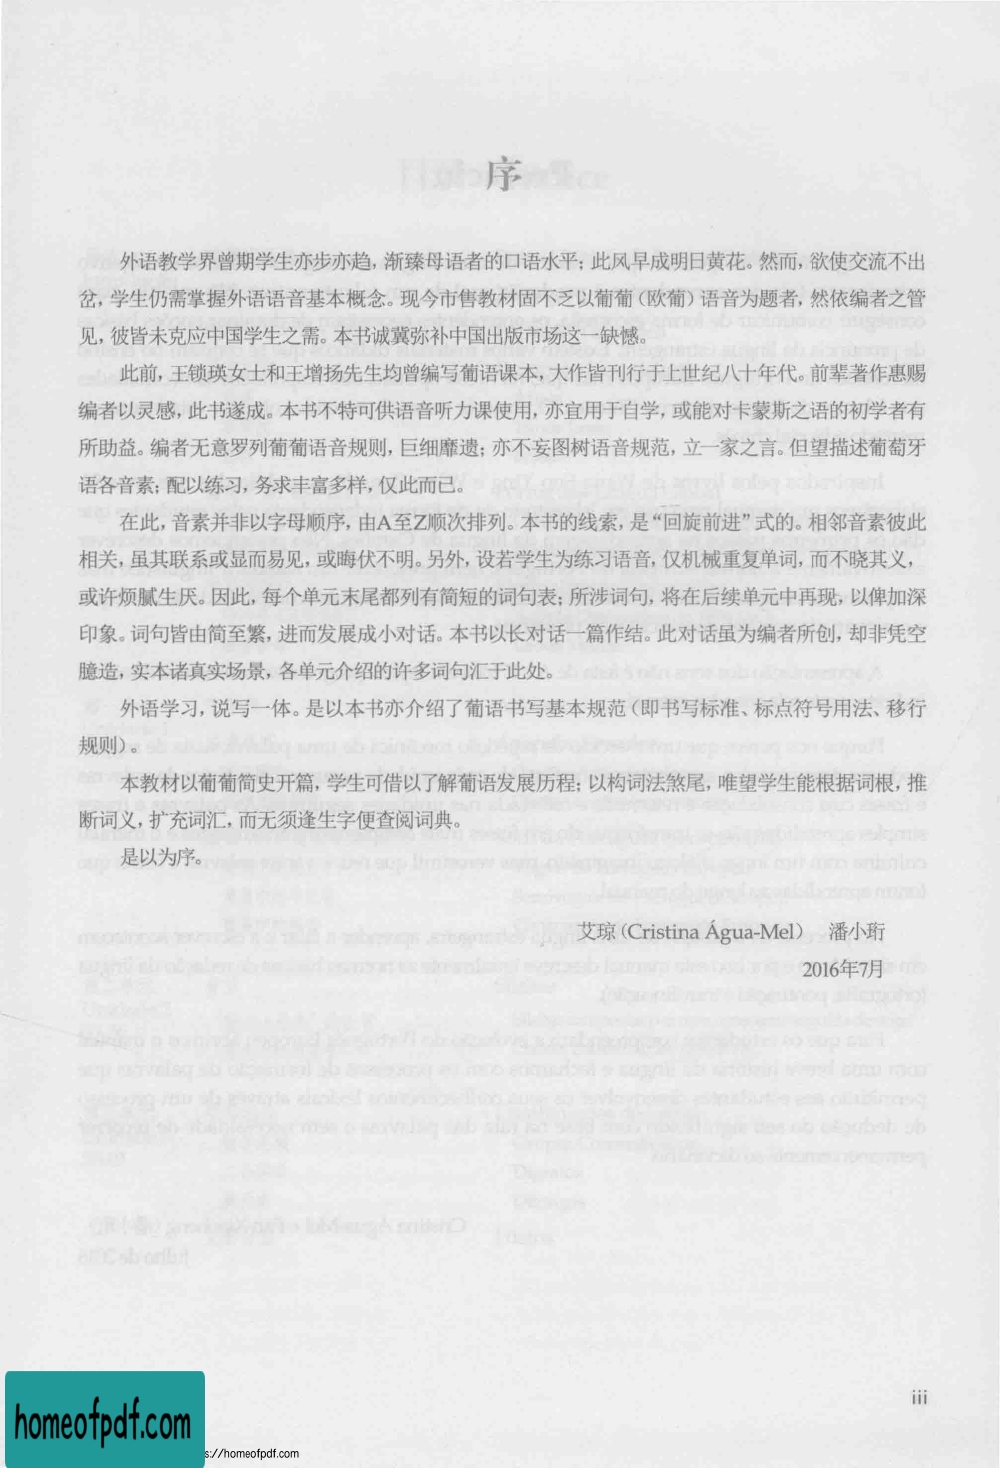 序
外语教学界曾期学生亦步亦趋，渐臻母语者的口语水平；此风早成明日黄花。然而，欲使交流不出
岔，学生仍需掌握外语语音基本概念。现今市售教材固不乏以葡葡（欧葡）语音为题者，然依编者之管
见，彼皆未克应中国学生之需。本书诚冀弥补中国出版市场这一缺憾。
此前，王锁瑛女士和王增扬先生均曾编写葡语课本，大作皆刊行于上世纪八十年代。前辈著作惠赐
编者以灵感，此书遂成。本书不特可供语音听力课使用，亦宜用于自学，或能对卡蒙斯之语的初学者有
所助益。编者无意罗列葡葡语音规则，巨细靡遗；亦不妄图树语音规范，立一家之言。但望描述葡萄牙
语各音素；配以练习，务求丰富多样，仅此而已。
在此，音素并非以字母顺序，由A至Z顺次排列。本书的线索，是“回旋前进”式的。相邻音素彼此
相关，虽其联系或显而易见，或晦伏不明。另外，设若学生为练习语音，仅机械重复单词，而不晓其义，
或许烦腻生厌。因此，每个单元末尾都列有简短的词句表；所涉词句，将在后续单元中再现，以俾加深
印象。词句皆由简至繁，进而发展成小对话。本书以长对话一篇作结。此对话虽为编者所创，却非凭空
臆造，实本诸真实场景，各单元介绍的许多词句汇于此处。
外语学习，说写一体。是以本书亦介绍了葡语书写基本规范（即书写标准、标点符号用法、移行
规则）。
本教材以葡葡简史开篇，学生可借以了解葡语发展历程；以构词法煞尾，唯望学生能根据词根，推
断词义，扩充词汇，而无须逢生字便查阅词典。
是以为序。
艾琼（Cristina Água-Mel） 潘小珩
2016年7月
iii
homeofpdf.com
s://homeofpdf.com